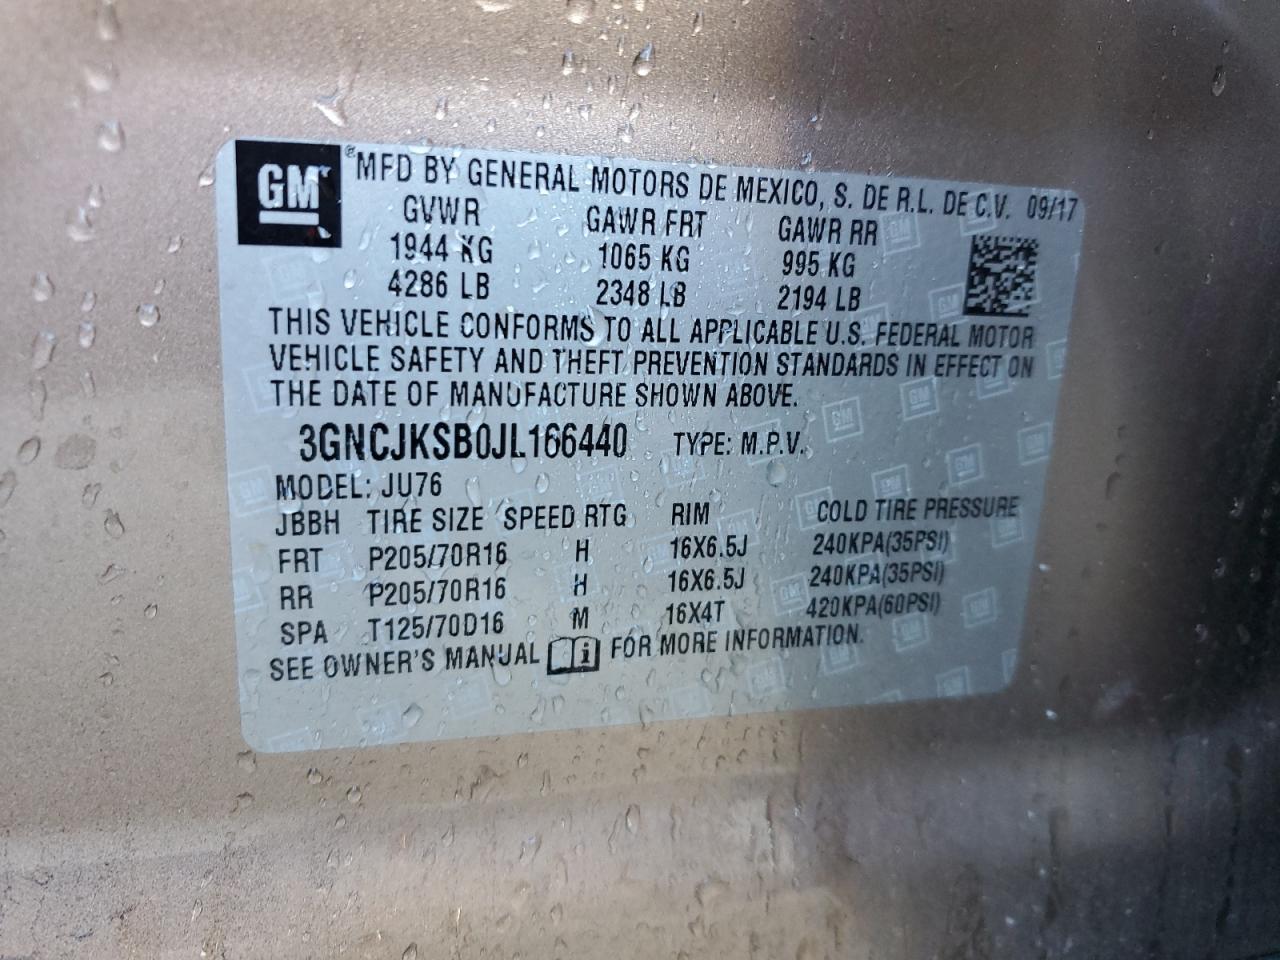 GM ® MFD BY GENERAL MOTORS DE MEXICO, S. DE R.L. DE C.V. 09/17
GVWR GAWR FRT GAWR RR
1944 KG 1065 KG 995 KG
4286 LB 2348 LB 2194 LB
THIS VEHICLE CONFORMS TO ALL APPLICABLE U.S. FEDERAL MOTOR
VEHICLE SAFETY AND THEFT PREVENTION STANDARDS IN EFFECT ON
THE DATE OF MANUFACTURE SHOWN ABOVE.
3GNCJKSB0JL166440 TYPE: M.P.V.
MODEL: JU76
JBBH TIRE SIZE SPEED RTG RIM COLD TIRE PRESSURE
FRT P205/70R16 H 16X6.5J 240KPA(35PSI)
RR P205/70R16 H 16X6.5J 240KPA(35PSI)
SPA T125/70D16 M 16X4T 420KPA(60PSI)
SEE OWNER'S MANUAL i FOR MORE INFORMATION.